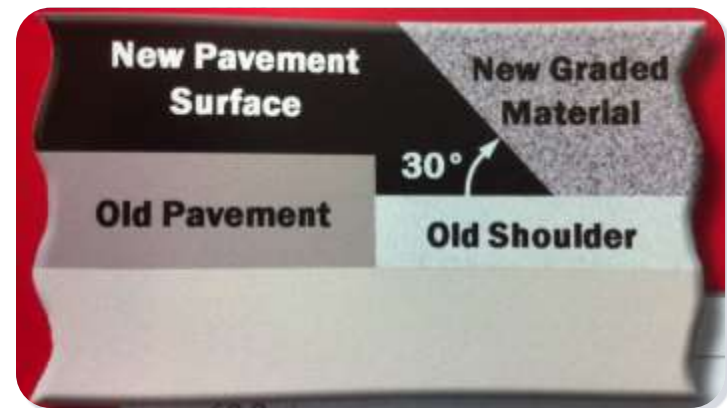 New Pavement
Surface
New Graded
Material
30°
Old Pavement
Old Shoulder